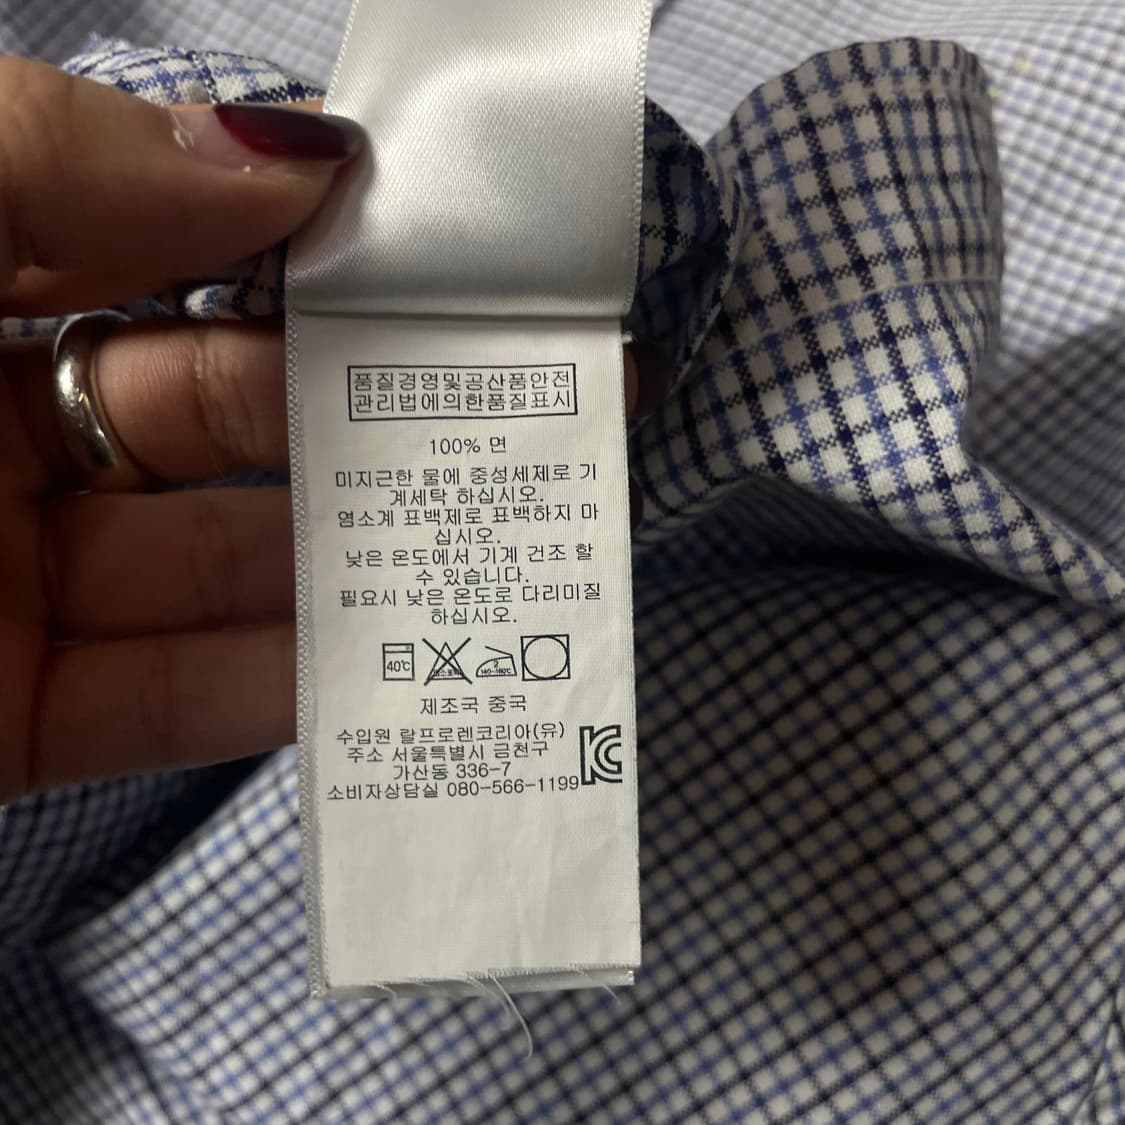 품질경영및공산품안전
관리법에의한품질표시
100% 면
미지근한 물에 중성세제로 기
계세탁 하십시오.
염소계 표백제로 표백하지 마
십시오.
낮은 온도에서 기계 건조 할
수 있습니다.
필요시 낮은 온도로 다리미질
하십시오.
40℃
2
140-160℃
제조국 중국
수입원 랄프로렌코리아(유)
주소 서울특별시 금천구
가산동 336-7
소비자상담실 080-566-1199
KC